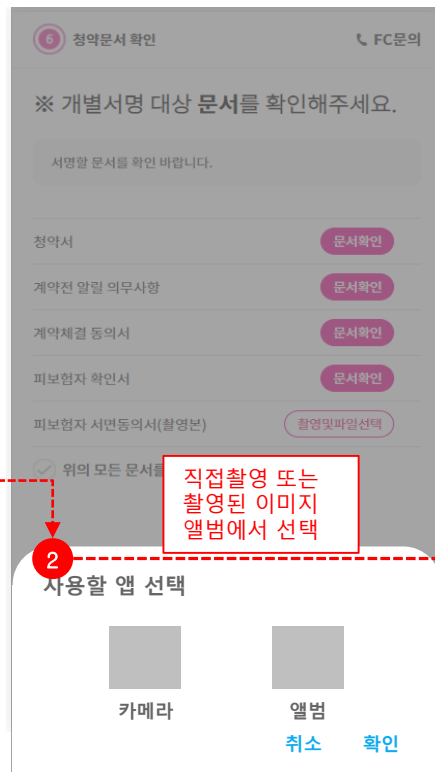 6 청약문서 확인 FC문의
※ 개별서명 대상 문서를 확인해주세요.
서명할 문서를 확인 바랍니다.
청약서 문서확인
계약전 알릴 의무사항 문서확인
계약체결 동의서 문서확인
피보험자 확인서 문서확인
피보험자 서면동의서(촬영본) 촬영및파일선택
위의 모든 문서를
직접촬영 또는
촬영된 이미지
앨범에서 선택
2
사용할 앱 선택
카메라 앨범
취소 확인